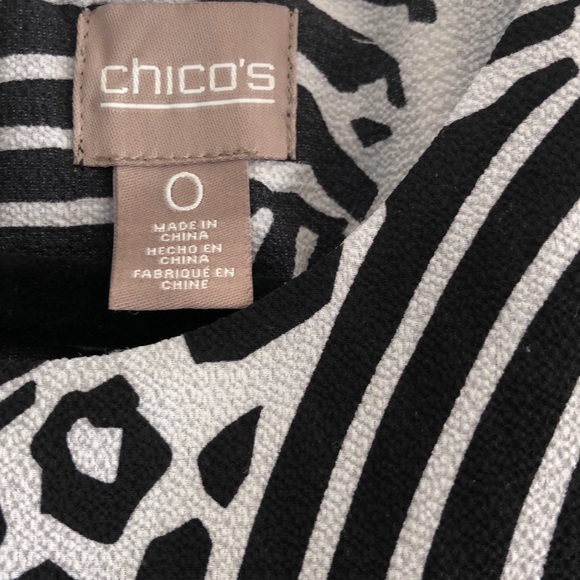 chico's
0
MADE IN
CHINA
HECHO EN
CHINA
FABRIQUÉ EN
CHINE